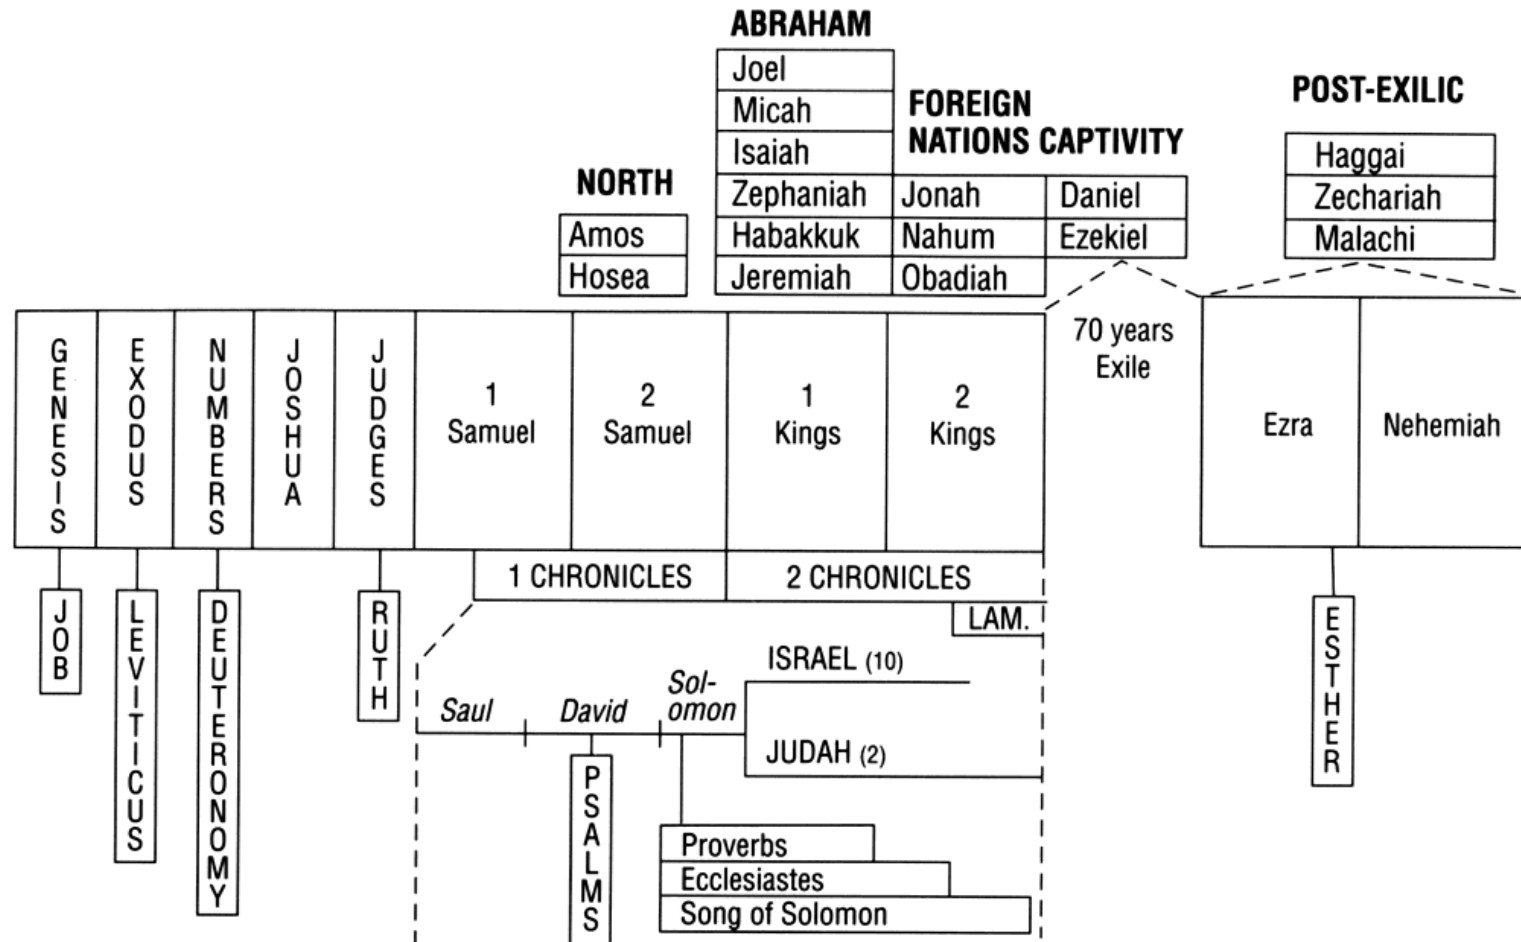 ABRAHAM
Joel
Micah
Isaiah
Zephaniah
Habakkuk
Jeremiah
FOREIGN
NATIONS CAPTIVITY
Jonah
Nahum
Obadiah
Daniel
Ezekiel
POST-EXILIC
Haggai
Zechariah
Malachi
NORTH
Amos
Hosea
GENESIS
EXODUS
NUMBERS
JOSHUA
JUDGES
1
Samuel
2
Samuel
1
Kings
2
Kings
70 years
Exile
Ezra
Nehemiah
JOB
LEVITICUS
DEUTERONOMY
RUTH
1 CHRONICLES
2 CHRONICLES
LAM.
ESTHER
ISRAEL (10)
Saul
David
Sol-
omon
JUDAH (2)
PSALMS
Proverbs
Ecclesiastes
Song of Solomon